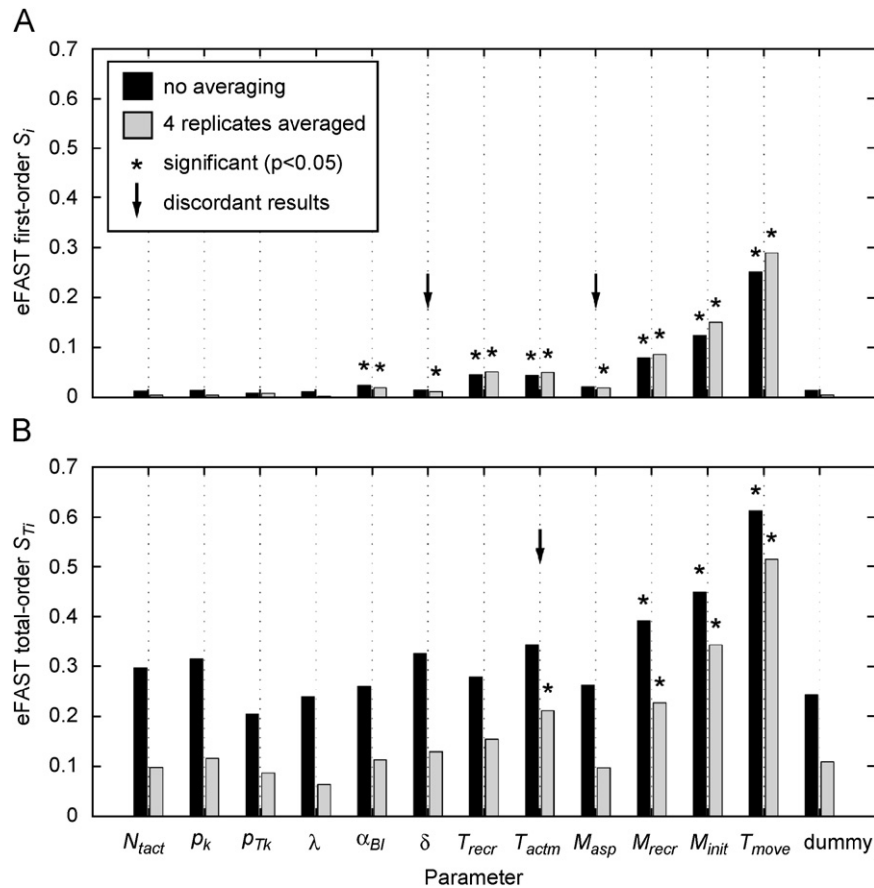 A
0.7
0.6
0.5
0.4
0.3
0.2
0.1
0
eFAST first-order Si
no averaging
4 replicates averaged
* significant (p<0.05)
discordant results
* * * * * * * * * * * * * * *
B
0.7
0.6
0.5
0.4
0.3
0.2
0.1
0
eFAST total-order STi
* * * * * * *
Ntact pk pTk λ αBI δ Trecr Tactm Masp Mrecr Minit Tmove dummy
Parameter